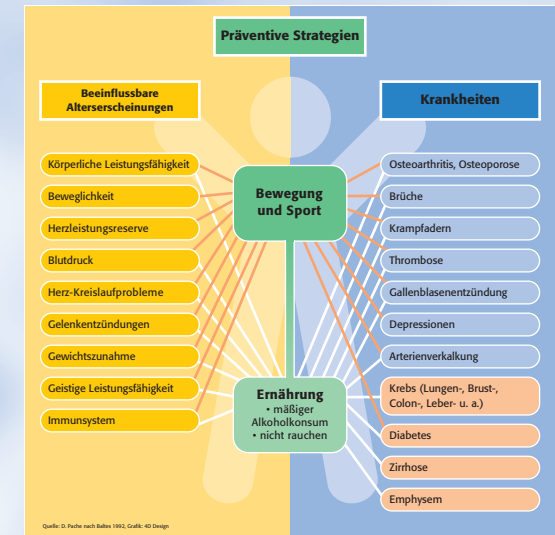 Präventive Strategien
Beeinflussbare
Alterserscheinungen
Krankheiten
Körperliche Leistungsfähigkeit
Beweglichkeit
Herzleistungsreserve
Blutdruck
Herz-Kreislaufprobleme
Gelenkentzündungen
Gewichtszunahme
Geistige Leistungsfähigkeit
Immunsystem
Bewegung
und Sport
Ernährung
• mäßiger
Alkoholkonsum
• nicht rauchen
Osteoarthritis, Osteoporose
Brüche
Krampfadern
Thrombose
Gallenblasenentzündung
Depressionen
Arterienverkalkung
Krebs (Lungen-, Brust-,
Colon-, Leber- u. a.)
Diabetes
Zirrhose
Emphysem
Quelle: D. Pache nach Baltes 1992, Grafik: 4D Design